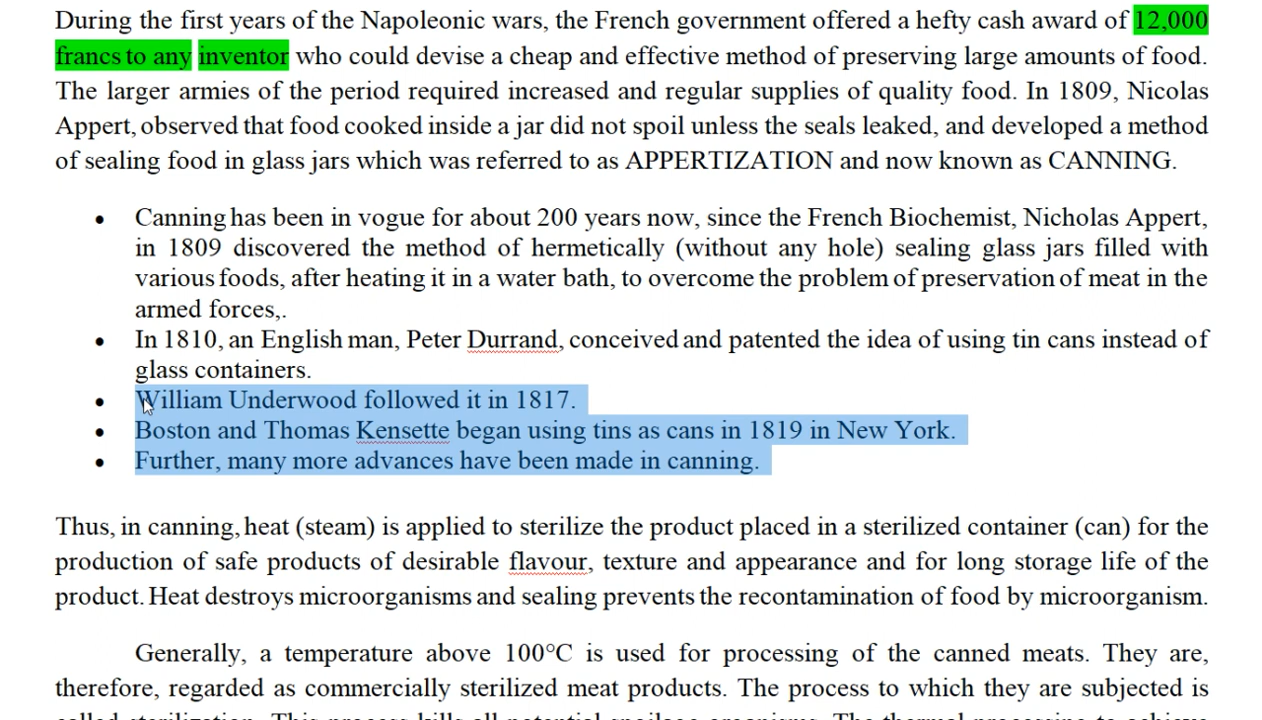 During the first years of the Napoleonic wars, the French government offered a hefty cash award of 12,000
francs to any inventor who could devise a cheap and effective method of preserving large amounts of food.
The larger armies of the period required increased and regular supplies of quality food. In 1809, Nicolas
Appert, observed that food cooked inside a jar did not spoil unless the seals leaked, and developed a method
of sealing food in glass jars which was referred to as APPERTIZATION and now known as CANNING.
• Canning has been in vogue for about 200 years now, since the French Biochemist, Nicholas Appert,
in 1809 discovered the method of hermetically (without any hole) sealing glass jars filled with
various foods, after heating it in a water bath, to overcome the problem of preservation of meat in the
armed forces,.
• In 1810, an English man, Peter Durrand, conceived and patented the idea of using tin cans instead of
glass containers.
• William Underwood followed it in 1817.
• Boston and Thomas Kensette began using tins as cans in 1819 in New York.
• Further, many more advances have been made in canning.
Thus, in canning, heat (steam) is applied to sterilize the product placed in a sterilized container (can) for the
production of safe products of desirable flavour, texture and appearance and for long storage life of the
product. Heat destroys microorganisms and sealing prevents the recontamination of food by microorganism.
Generally, a temperature above 100°C is used for processing of the canned meats. They are,
therefore, regarded as commercially sterilized meat products. The process to which they are subjected is